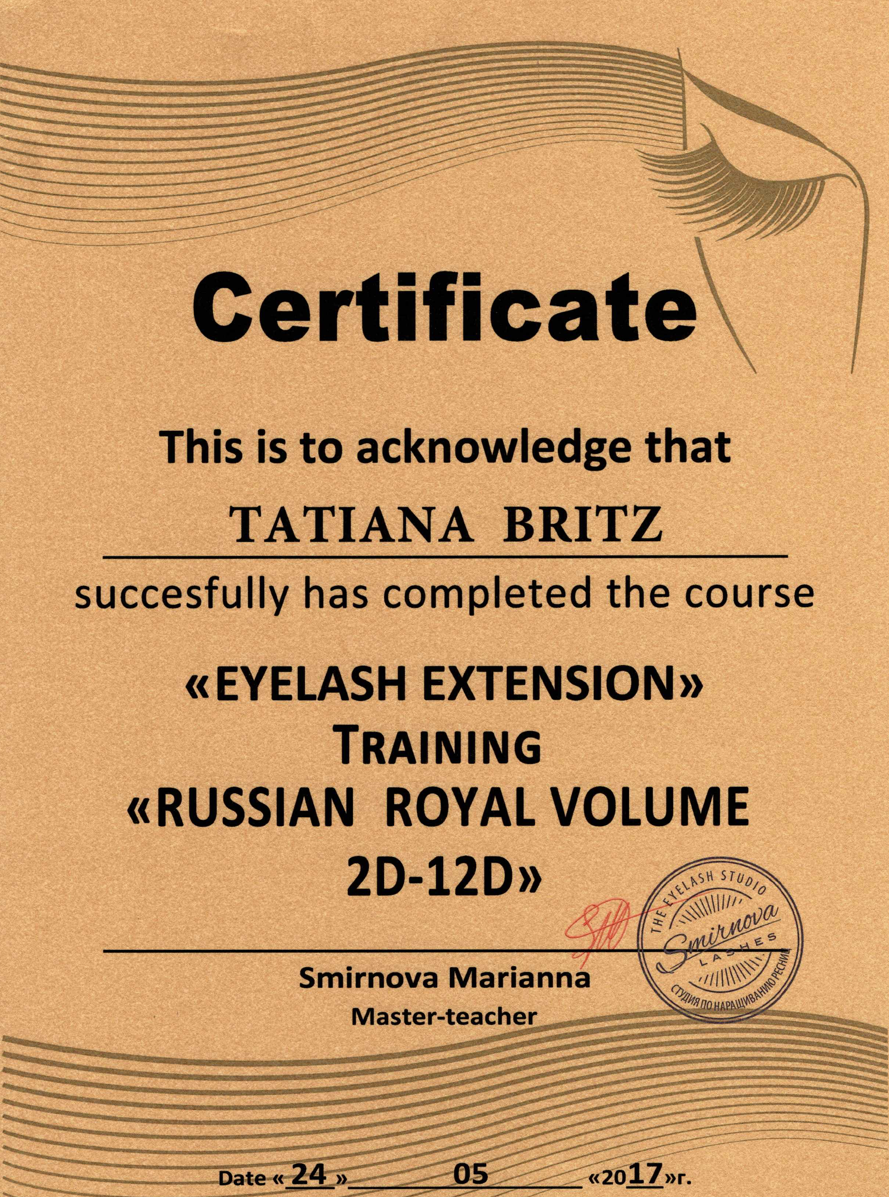 Certificate
This is to acknowledge that
TATIANA BRITZ
succesfully has completed the course
«EYELASH EXTENSION»
TRAINING
«RUSSIAN ROYAL VOLUME
2D-12D»
THE EYELASH STUDIO
Smirnova
LASHES
СТУДИЯ ПО НАРАЩИВАНИЮ РЕСНИЦ
Smirnova Marianna
Master-teacher
Date « 24 » 05 «2017»г.